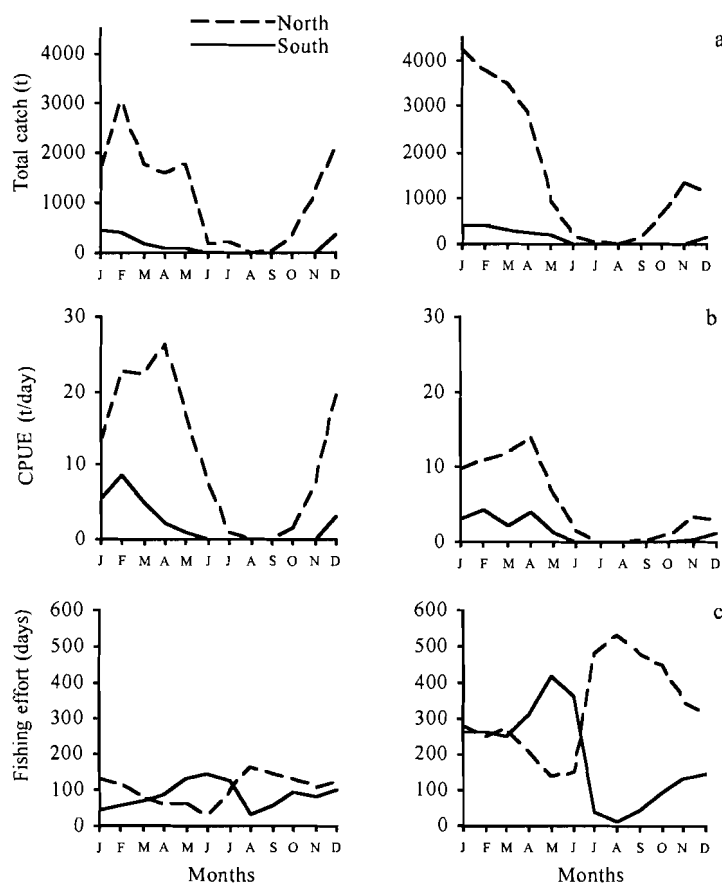 North
South
a
Total catch (t)
4000
3000
2000
1000
0
J F M A M J J A S O N D
4000
3000
2000
1000
0
J F M A M J J A S O N D
b
CPUE (t/day)
30
20
10
0
J F M A M J J A S O N D
30
20
10
0
J F M A M J J A S O N D
c
Fishing effort (days)
600
500
400
300
200
100
0
J F M A M J J A S O N D
Months
600
500
400
300
200
100
0
J F M A M J J A S O N D
Months